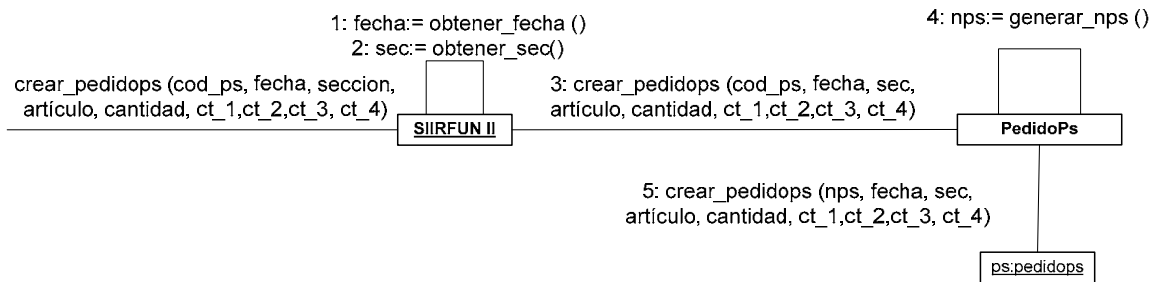 1: fecha:= obtener_fecha ()
2: sec:= obtener_sec()
4: nps:= generar_nps ()
crear_pedidops (cod_ps, fecha, seccion,
artículo, cantidad, ct_1,ct_2,ct_3, ct_4)
3: crear_pedidops (cod_ps, fecha, sec,
artículo, cantidad, ct_1,ct_2,ct_3, ct_4)
SIIRFUN II
PedidoPs
5: crear_pedidops (nps, fecha, sec,
artículo, cantidad, ct_1,ct_2,ct_3, ct_4)
ps:pedidops